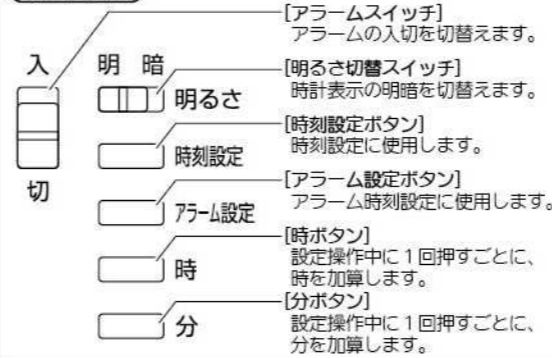 [アラームスイッチ]
アラームの入切を切替えます。
入
切
明 暗
明るさ
[明るさ切替スイッチ]
時計表示の明暗を切替えます。
時刻設定
[時刻設定ボタン]
時刻設定に使用します。
アラーム設定
[アラーム設定ボタン]
アラーム時刻設定に使用します。
時
[時ボタン]
設定操作中に1回押すごとに、
時を加算します。
分
[分ボタン]
設定操作中に1回押すごとに、
分を加算します。